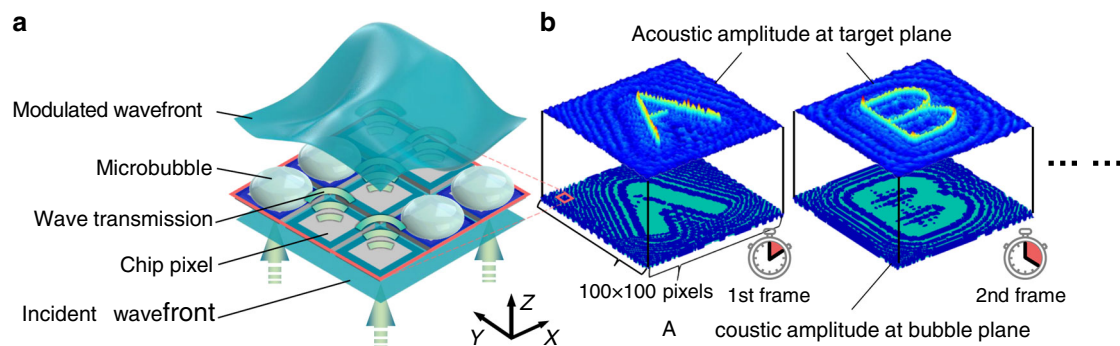 a
Modulated wavefront
Microbubble
Wave transmission
Chip pixel
Incident wavefront
Z
Y
X
b
Acoustic amplitude at target plane
A
B
... ...
100×100 pixels
1st frame
2nd frame
A coustic amplitude at bubble plane